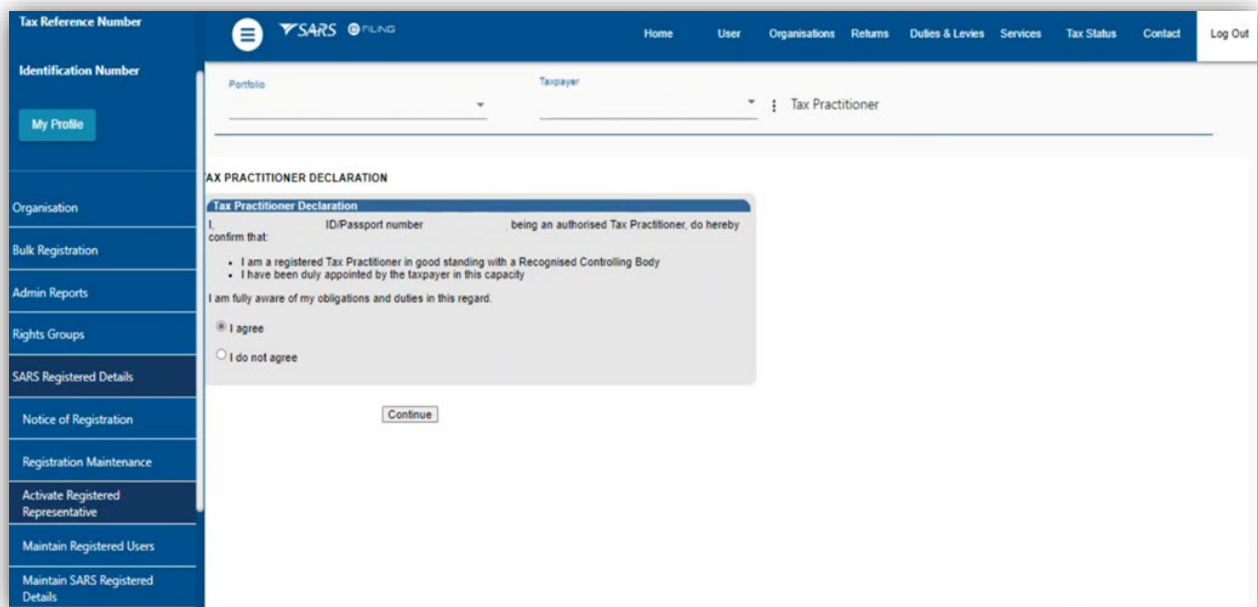 Tax Reference Number
Identification Number
My Profile
Organisation
Bulk Registration
Admin Reports
Rights Groups
SARS Registered Details
Notice of Registration
Registration Maintenance
Activate Registered
Representative
Maintain Registered Users
Maintain SARS Registered
Details
SARS eFILING
Home User Organisations Returns Duties & Levies Services Tax Status Contact Log Out
Portfolio
Taxpayer
Tax Practitioner
AX PRACTITIONER DECLARATION
Tax Practitioner Declaration
I, ID/Passport number , being an authorised Tax Practitioner, do hereby
confirm that:
• I am a registered Tax Practitioner in good standing with a Recognised Controlling Body
• I have been duly appointed by the taxpayer in this capacity
I am fully aware of my obligations and duties in this regard.
I agree
I do not agree
Continue